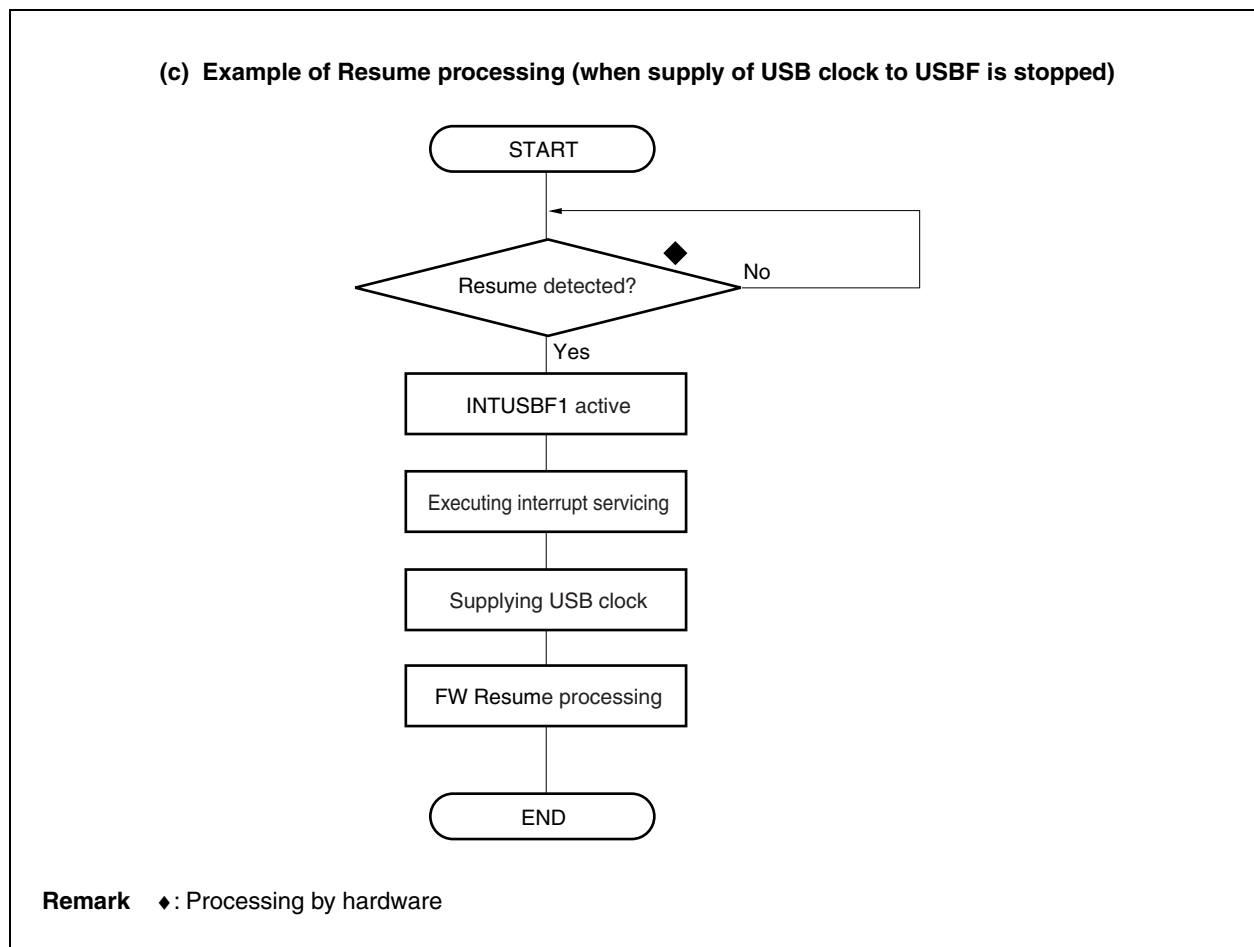 (c) Example of Resume processing (when supply of USB clock to USBF is stopped)
START
Resume detected?
No
Yes
INTUSBF1 active
Executing interrupt servicing
Supplying USB clock
FW Resume processing
END
Remark ♦: Processing by hardware